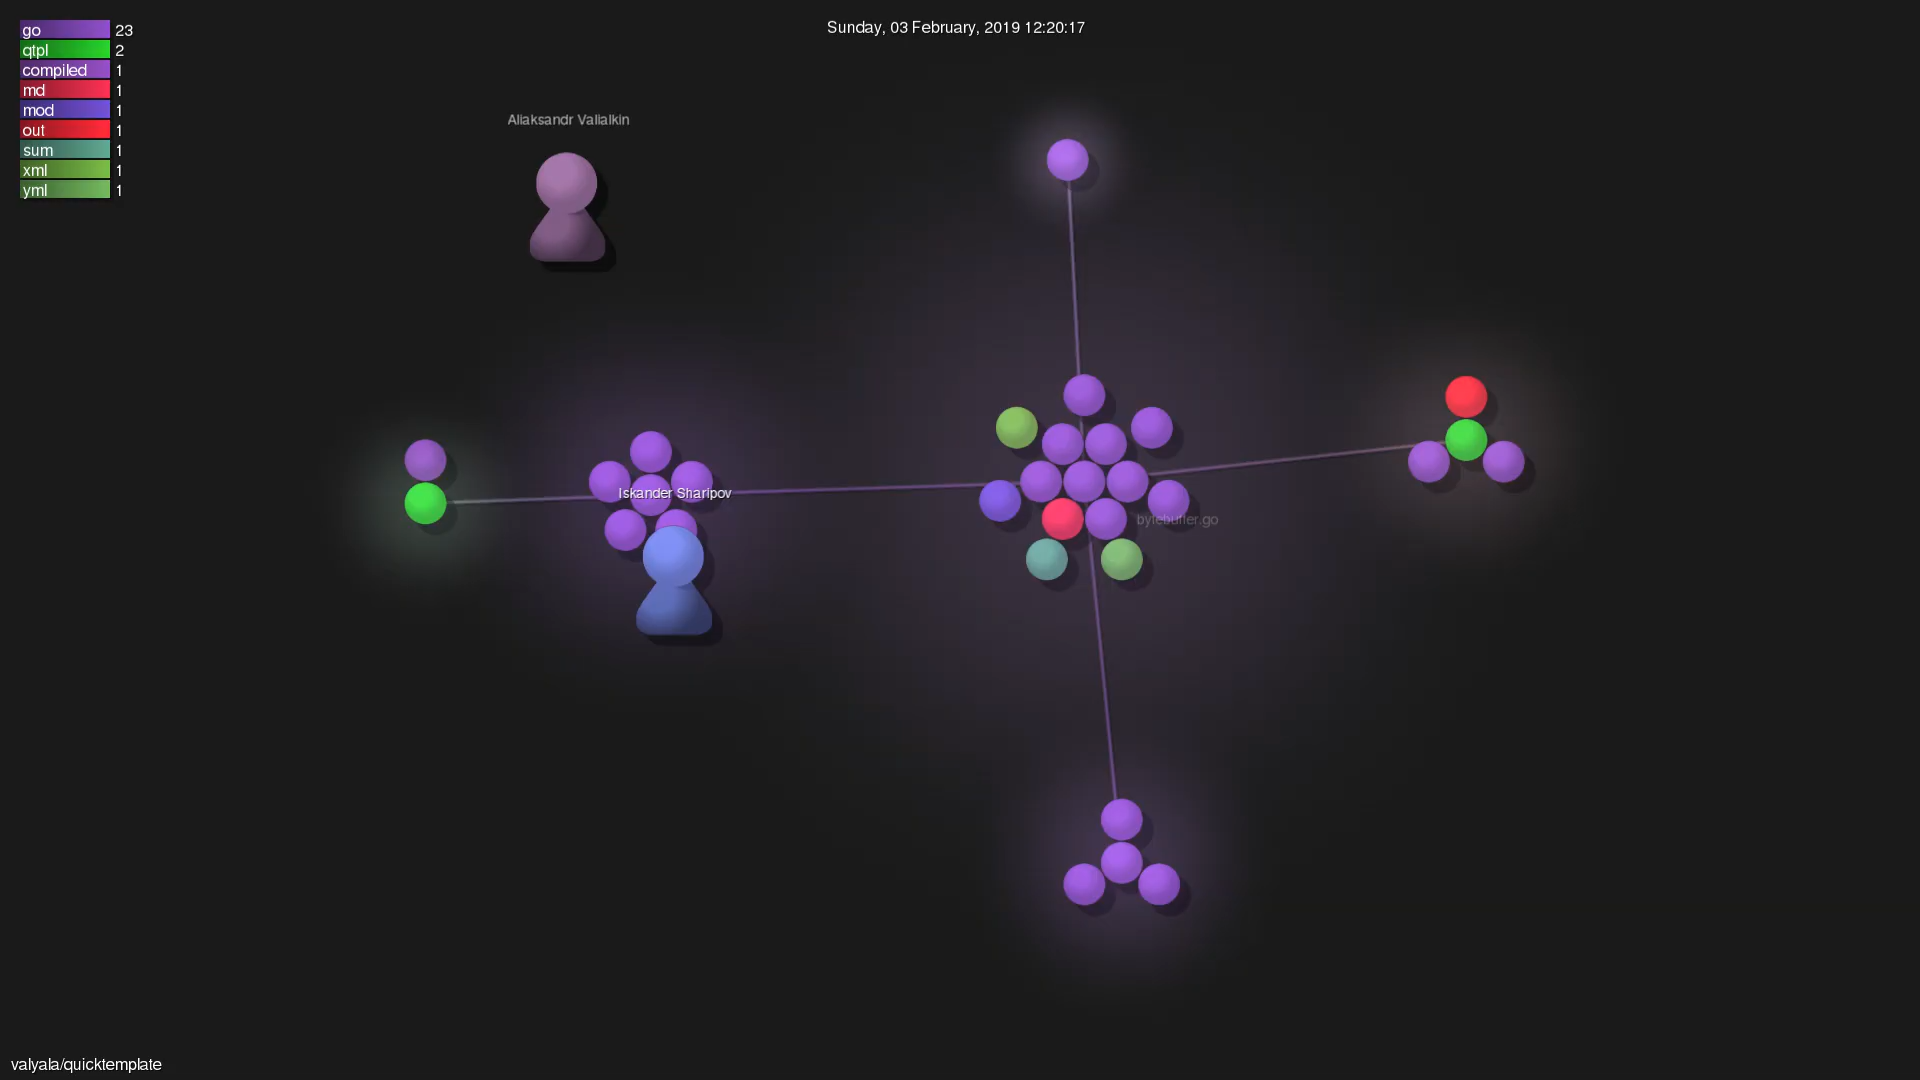 Sunday, 03 February, 2019 12:20:17
go 23
qtpl 2
compiled 1
md 1
mod 1
out 1
sum 1
xml 1
yml 1
Aliaksandr Valialkin
Iskander Sharipov
bytebuffer.go
valyala/quicktemplate